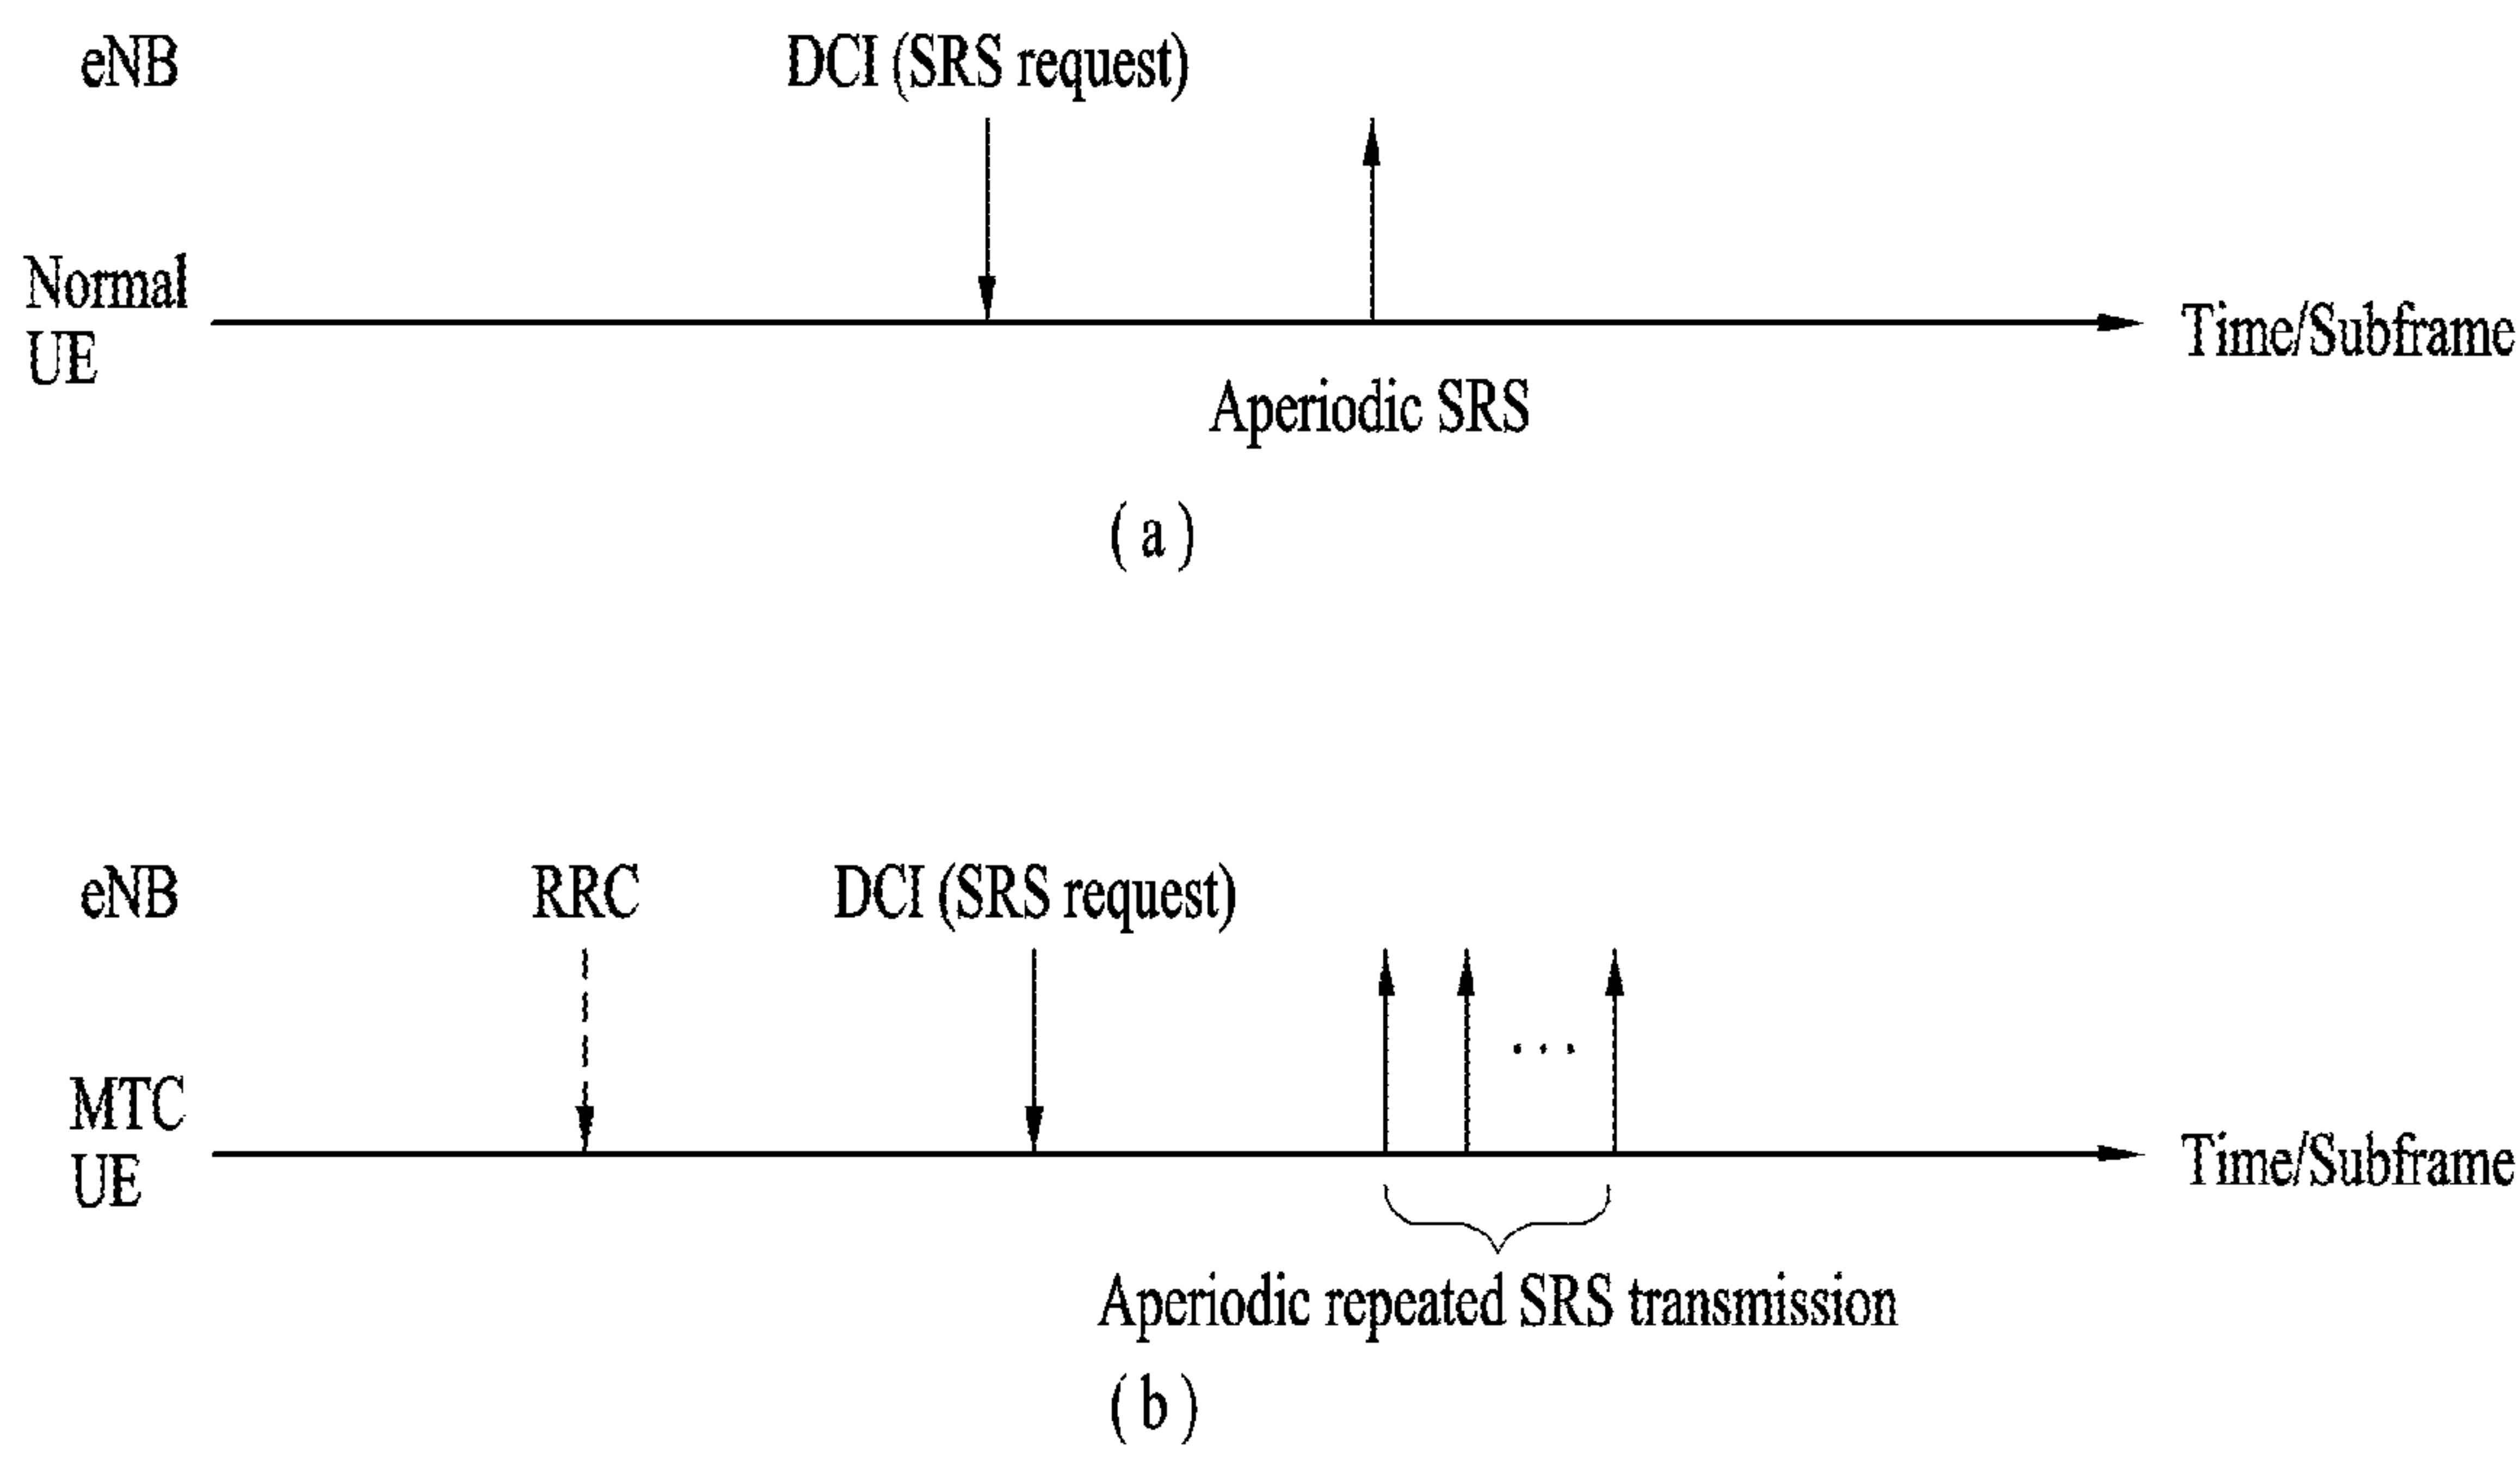 eNB
DCI (SRS request)
Normal
UE
Time/Subframe
Aperiodic SRS
( a )
eNB
RRC
DCI (SRS request)
...
MTC
UE
Time/Subframe
Aperiodic repeated SRS transmission
( b )